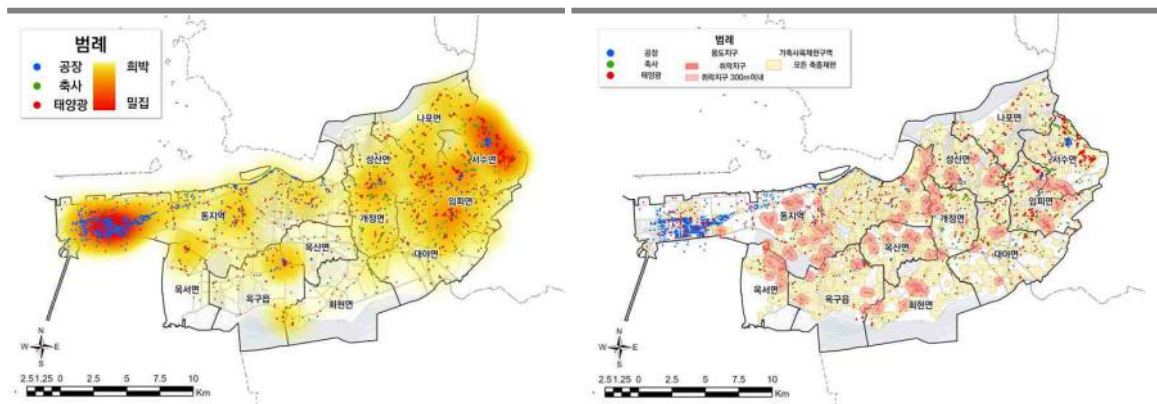 범례
공장
축사
태양광
희박
밀집
나포면
성산면
서수면
임피면
동지역
개정면
옥산면
대야면
옥서면
옥구읍
회현면
N
W E
S
2.5 1.25 0 2.5 5 7.5 10
Km
범례
공장
축사
태양광
용도지구
취락지구
취락지구 300m이내
가축사육제한구역
모든 축종제한
나포면
성산면
서수면
임피면
동지역
개정면
옥산면
대야면
옥서면
옥구읍
회현면
N
W E
S
2.5 1.25 0 2.5 5 7.5 10
Km